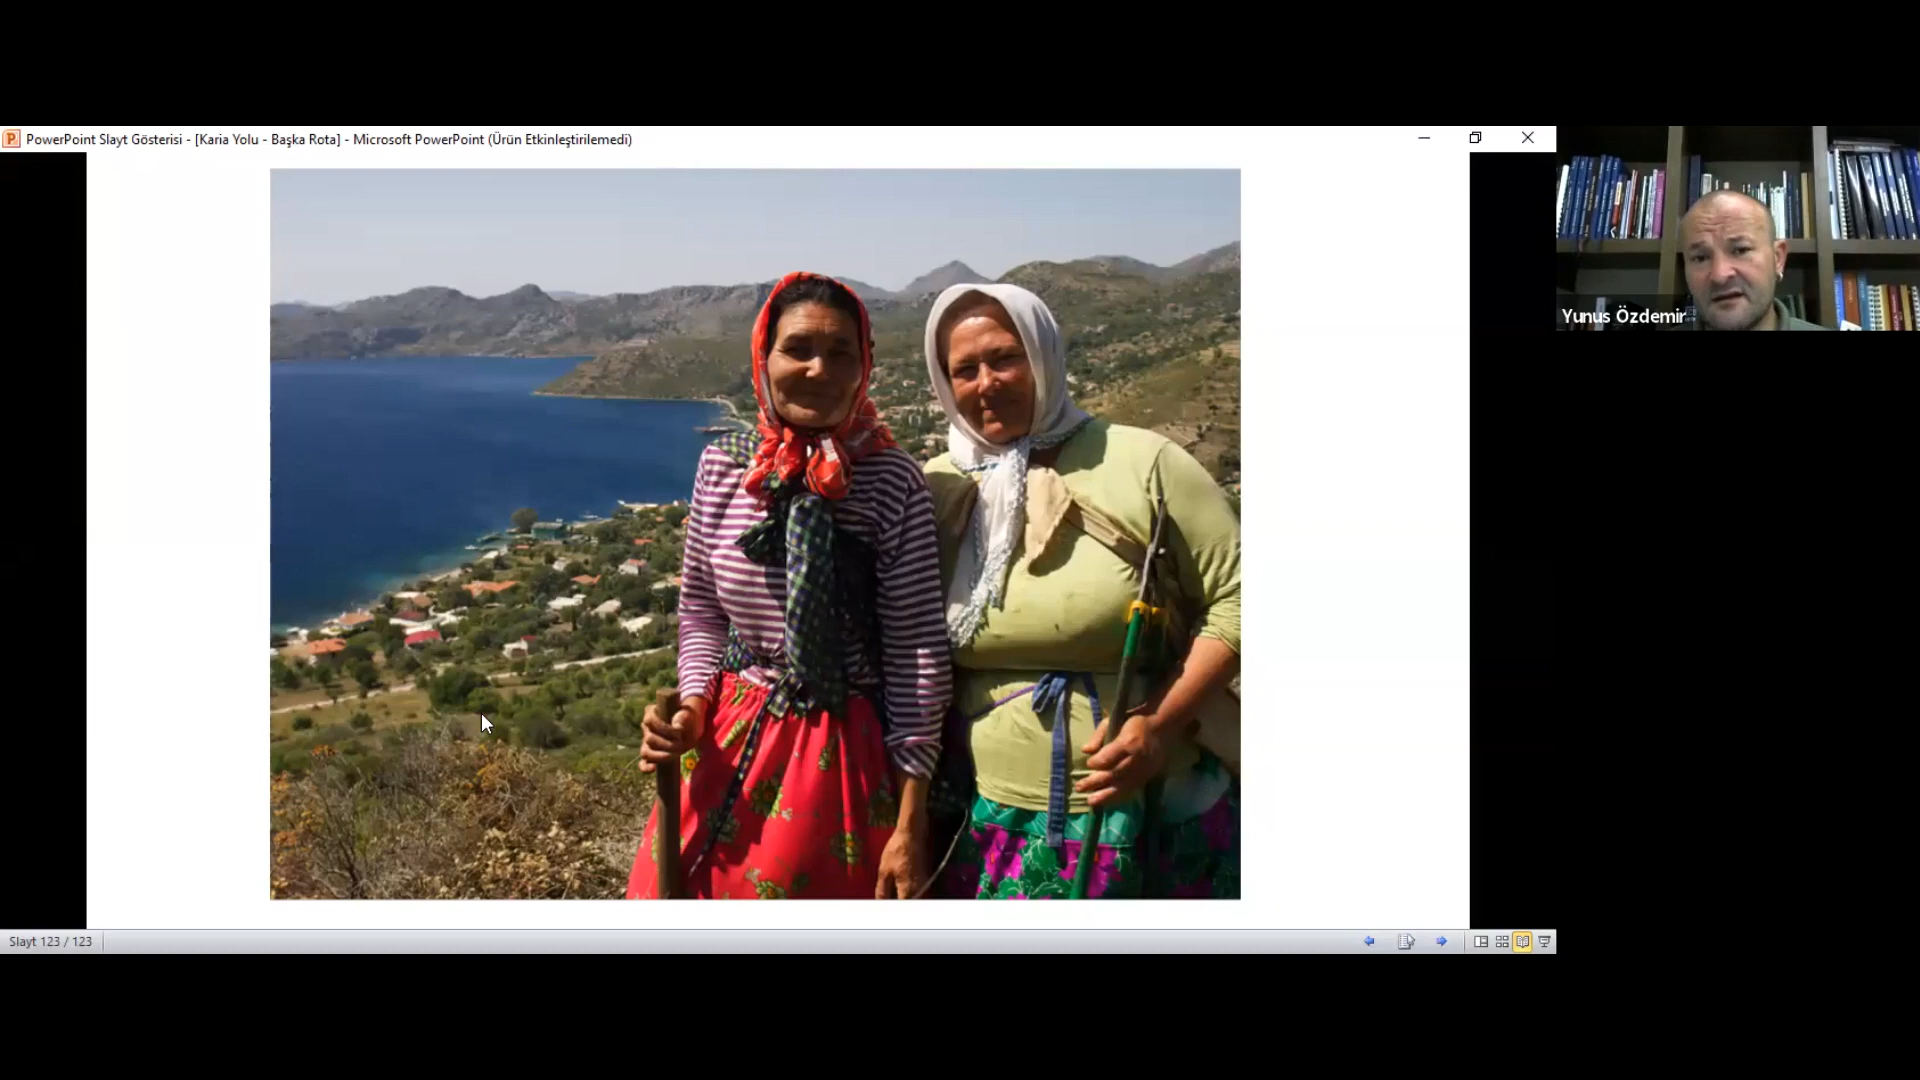 PowerPoint Slayt Gösterisi - [Karia Yolu - Başka Rota] - Microsoft PowerPoint (Ürün Etkinleştirilemedi)
Yunus Özdemir
Slayt 123 / 123